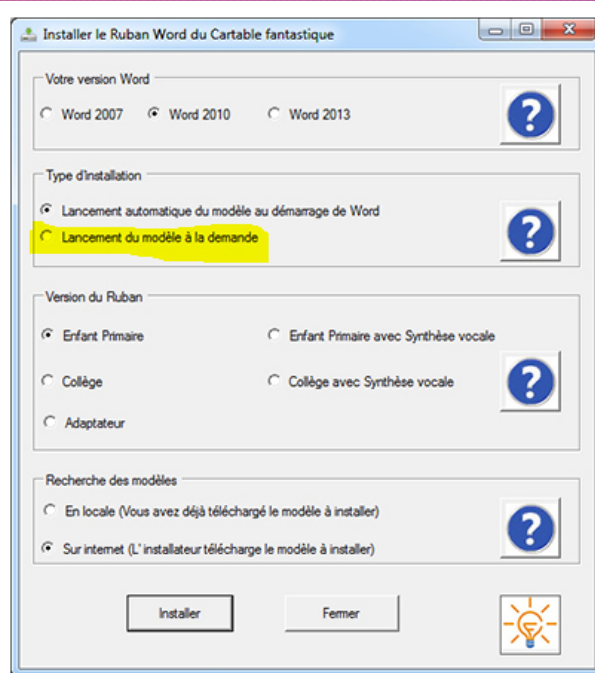 Installer le Ruban Word du Cartable fantastique
Votre version Word
Word 2007 Word 2010 Word 2013
?
Type d'installation
Lancement automatique du modèle au démarrage de Word
Lancement du modèle à la demande
?
Version du Ruban
Enfant Primaire Enfant Primaire avec Synthèse vocale
Collège Collège avec Synthèse vocale
?
Adaptateur
Recherche des modèles
En locale (Vous avez déjà téléchargé le modèle à installer)
Sur internet (L'installateur télécharge le modèle à installer)
?
Installer Fermer